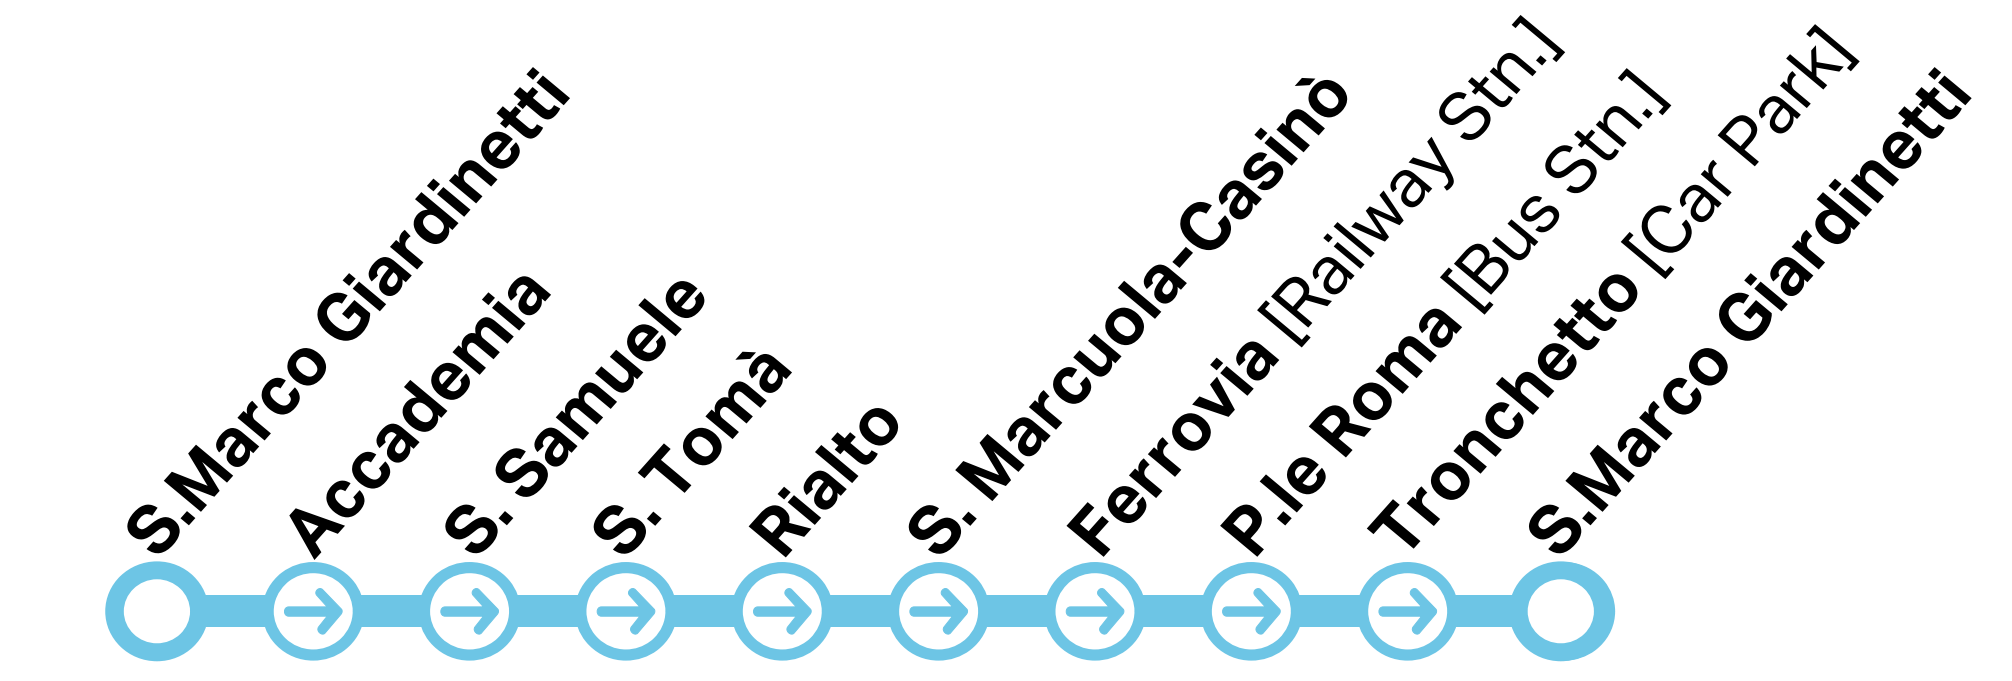 S.Marco Giardinetti
Accademia
S. Samuele
S. Tomà
Rialto
S. Marcuola-Casinò
Ferrovia [Railway Stn.]
P.le Roma [Bus Stn.]
Tronchetto [Car Park]
S.Marco Giardinetti